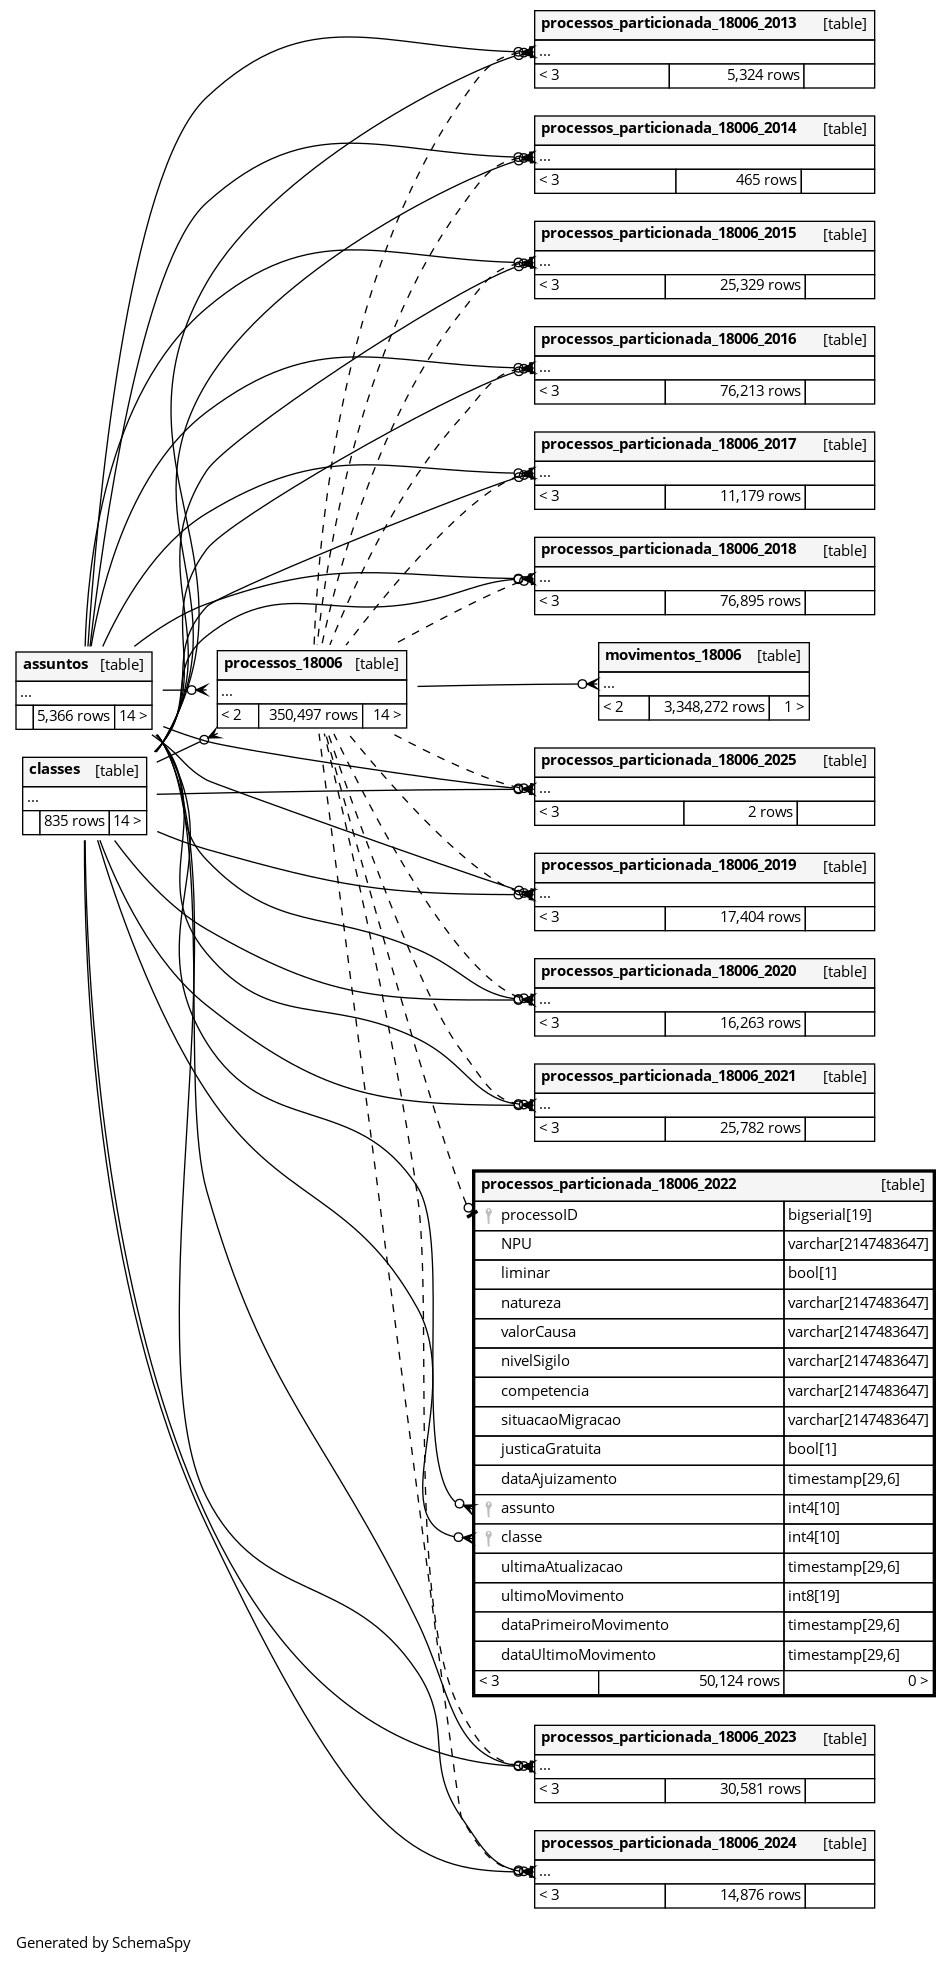 processos_particionada_18006_2013 [table]
...
< 3 5,324 rows
processos_particionada_18006_2014 [table]
...
< 3 465 rows
processos_particionada_18006_2015 [table]
...
< 3 25,329 rows
processos_particionada_18006_2016 [table]
...
< 3 76,213 rows
processos_particionada_18006_2017 [table]
...
< 3 11,179 rows
processos_particionada_18006_2018 [table]
...
< 3 76,895 rows
assuntos [table]
...
5,366 rows 14 >
processos_18006 [table]
...
< 2 350,497 rows 14 >
movimentos_18006 [table]
...
< 2 3,348,272 rows 1 >
classes [table]
...
835 rows 14 >
processos_particionada_18006_2025 [table]
...
< 3 2 rows
processos_particionada_18006_2019 [table]
...
< 3 17,404 rows
processos_particionada_18006_2020 [table]
...
< 3 16,263 rows
processos_particionada_18006_2021 [table]
...
< 3 25,782 rows
processos_particionada_18006_2022 [table]
processoID bigserial[19]
NPU varchar[2147483647]
liminar bool[1]
natureza varchar[2147483647]
valorCausa varchar[2147483647]
nivelSigilo varchar[2147483647]
competencia varchar[2147483647]
situacaoMigracao varchar[2147483647]
justicaGratuita bool[1]
dataAjuizamento timestamp[29,6]
assunto int4[10]
classe int4[10]
ultimaAtualizacao timestamp[29,6]
ultimoMovimento int8[19]
dataPrimeiroMovimento timestamp[29,6]
dataUltimoMovimento timestamp[29,6]
< 3 50,124 rows 0 >
processos_particionada_18006_2023 [table]
...
< 3 30,581 rows
processos_particionada_18006_2024 [table]
...
< 3 14,876 rows
Generated by SchemaSpy